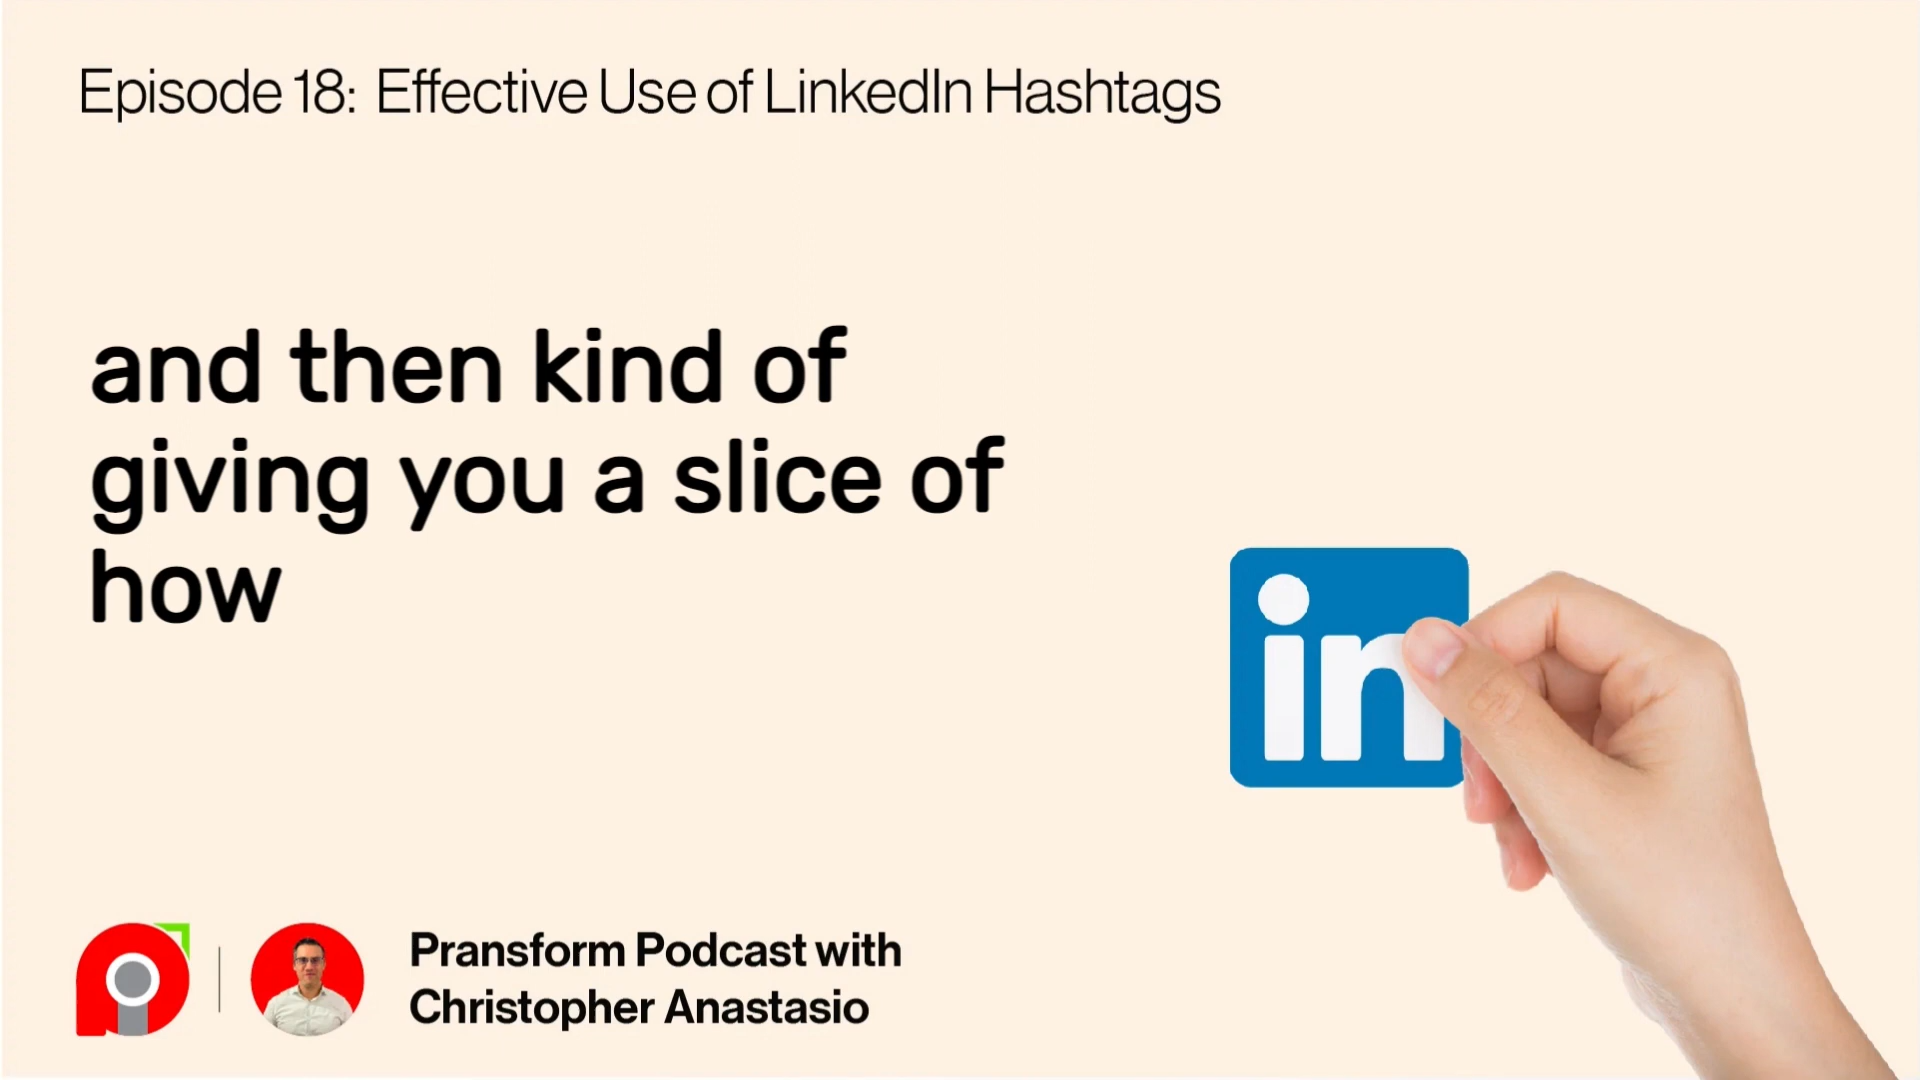 Episode 18: Effective Use of LinkedIn Hashtags
and then kind of
giving you a slice of
how
in
Pransform Podcast with
Christopher Anastasio